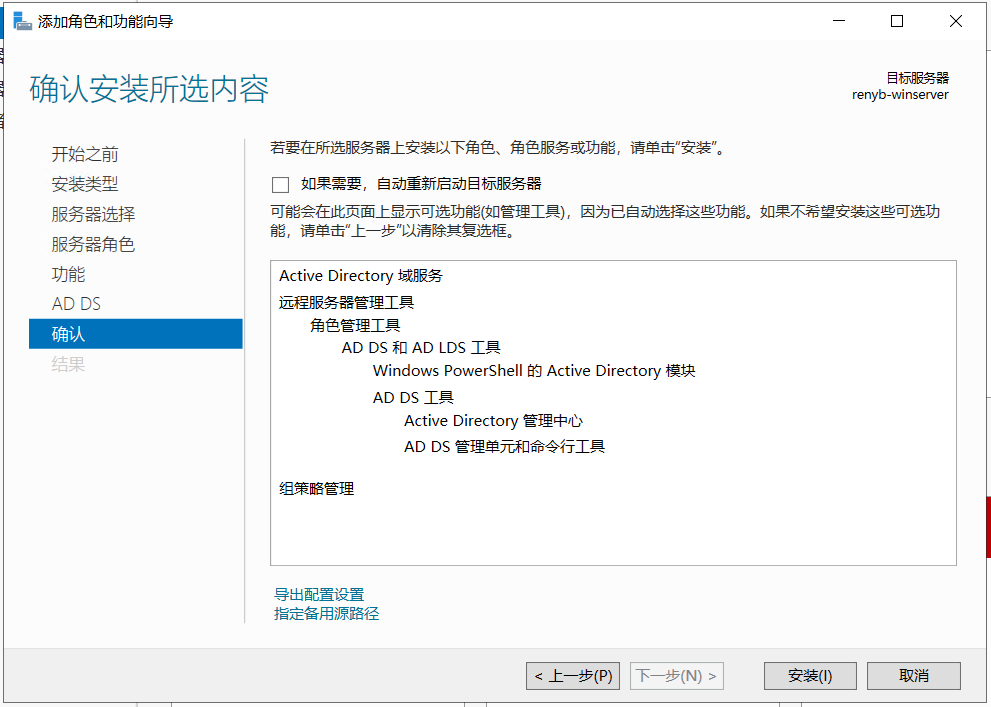 添加角色和功能向导
确认安装所选内容
目标服务器
renyb-winserver
开始之前
安装类型
服务器选择
服务器角色
功能
AD DS
确认
结果
若要在所选服务器上安装以下角色、角色服务或功能，请单击“安装”。
如果需要，自动重新启动目标服务器
可能会在此页面上显示可选功能(如管理工具)，因为已自动选择这些功能。如果不希望安装这些可选功
能，请单击“上一步”以清除其复选框。
Active Directory 域服务
远程服务器管理工具
角色管理工具
AD DS 和 AD LDS 工具
Windows PowerShell 的 Active Directory 模块
AD DS 工具
Active Directory 管理中心
AD DS 管理单元和命令行工具
组策略管理
导出配置设置
指定备用源路径
< 上一步(P)
下一步(N) >
安装(I)
取消